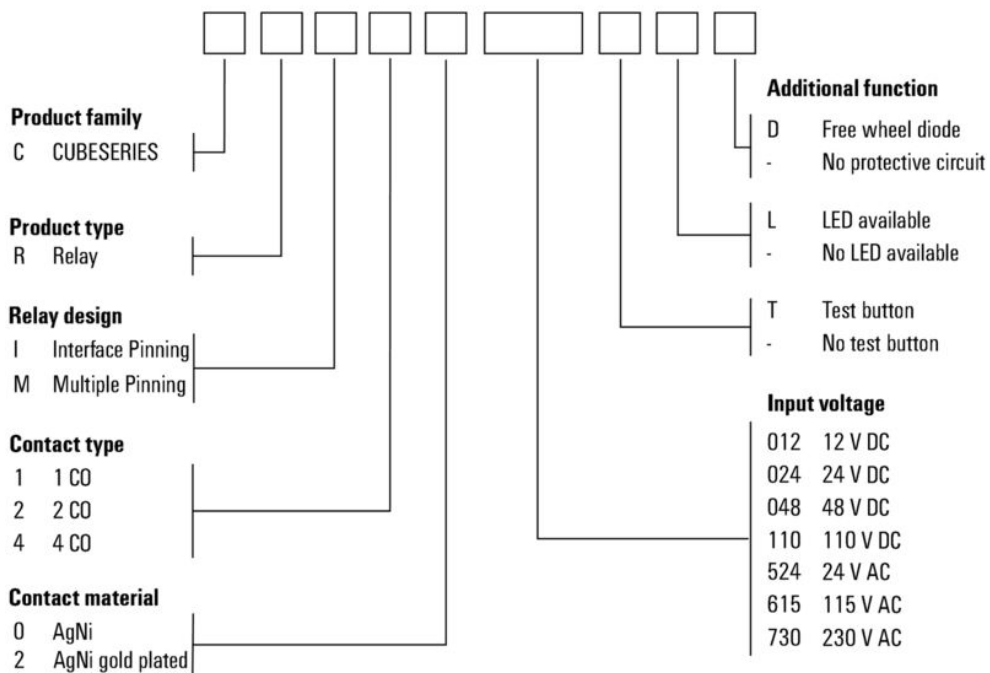 Product family
C CUBESERIES
Product type
R Relay
Relay design
I Interface Pinning
M Multiple Pinning
Contact type
1 1 CO
2 2 CO
4 4 CO
Contact material
0 AgNi
2 AgNi gold plated
Additional function
D Free wheel diode
- No protective circuit
L LED available
- No LED available
T Test button
- No test button
Input voltage
012 12 V DC
024 24 V DC
048 48 V DC
110 110 V DC
524 24 V AC
615 115 V AC
730 230 V AC